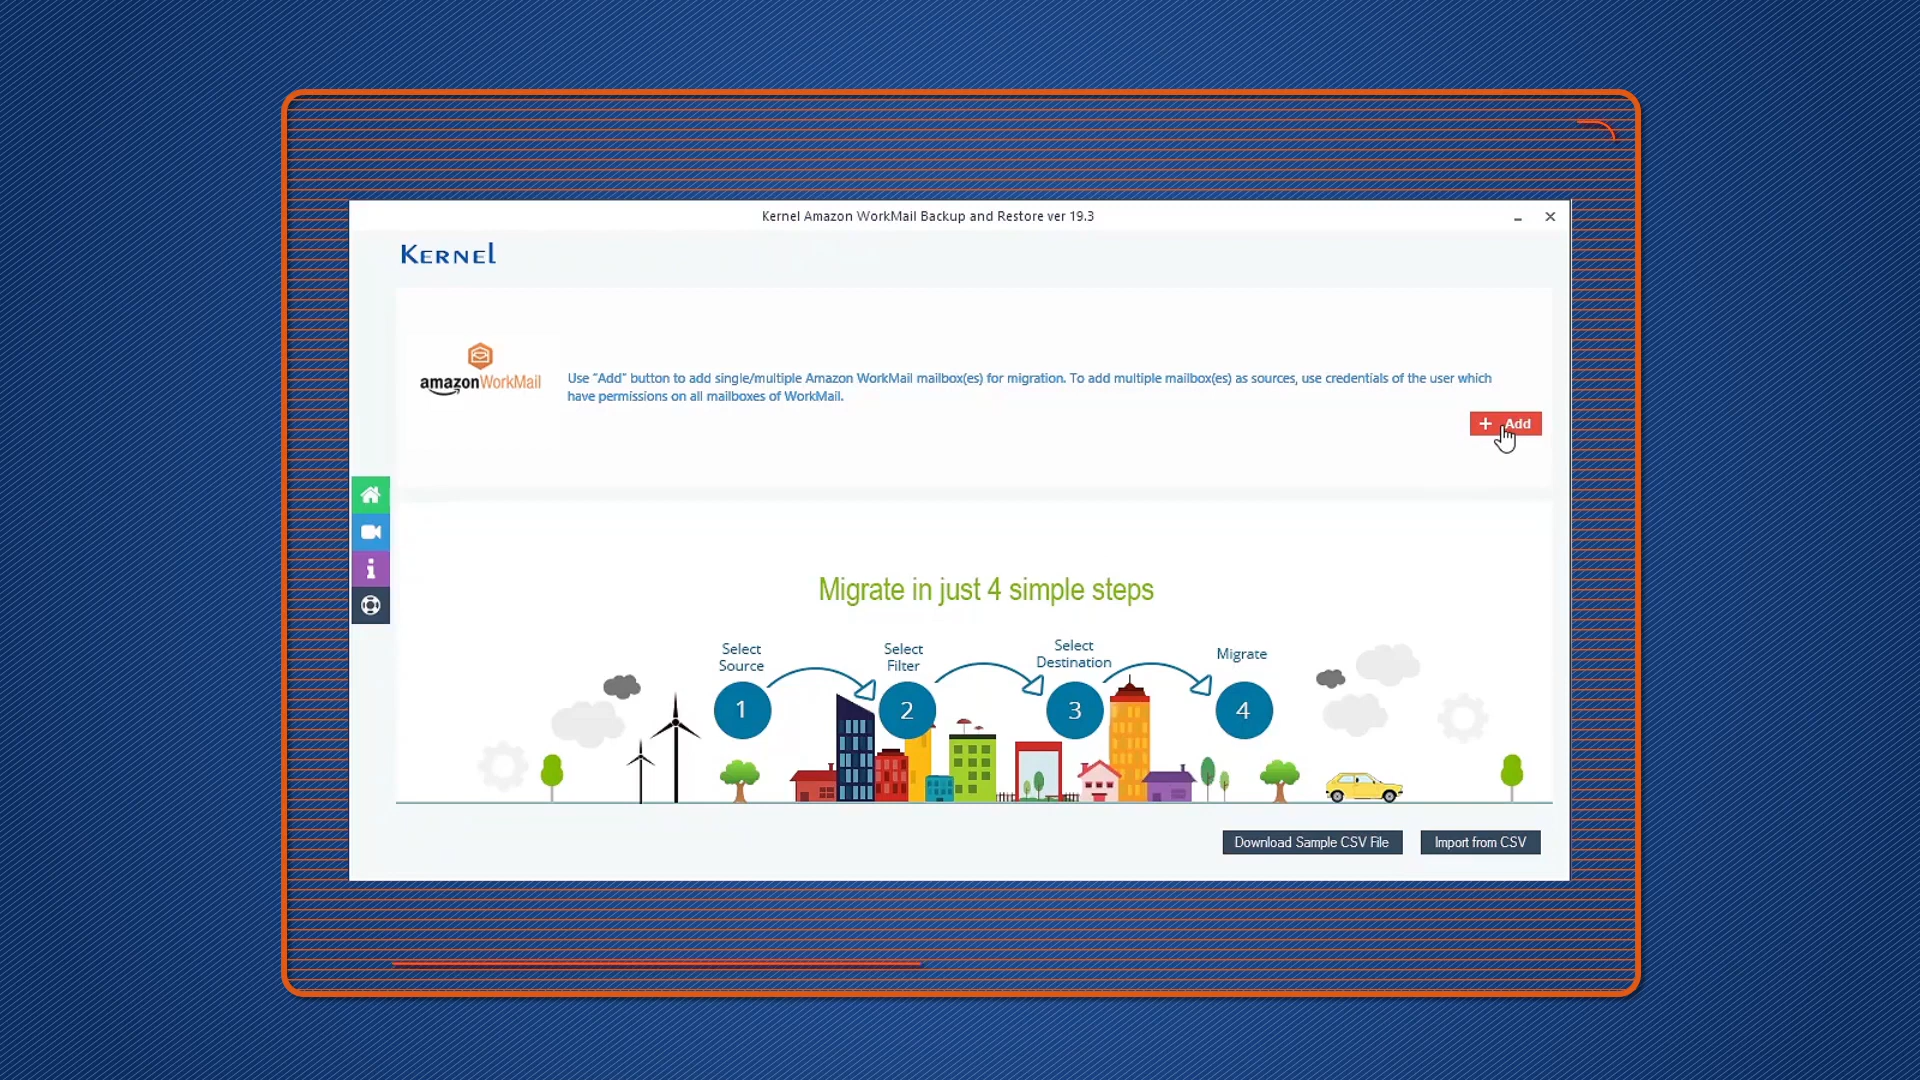 Kernel Amazon WorkMail Backup and Restore ver 19.3
KERNEL
amazonWorkMail
Use "Add" button to add single/multiple Amazon WorkMail mailbox(es) for migration. To add multiple mailbox(es) as sources, use credentials of the user which
have permissions on all mailboxes of WorkMail.
+ Add
Migrate in just 4 simple steps
Select
Source
Select
Filter
Select
Destination
Migrate
1
2
3
4
Download Sample CSV File
Import from CSV